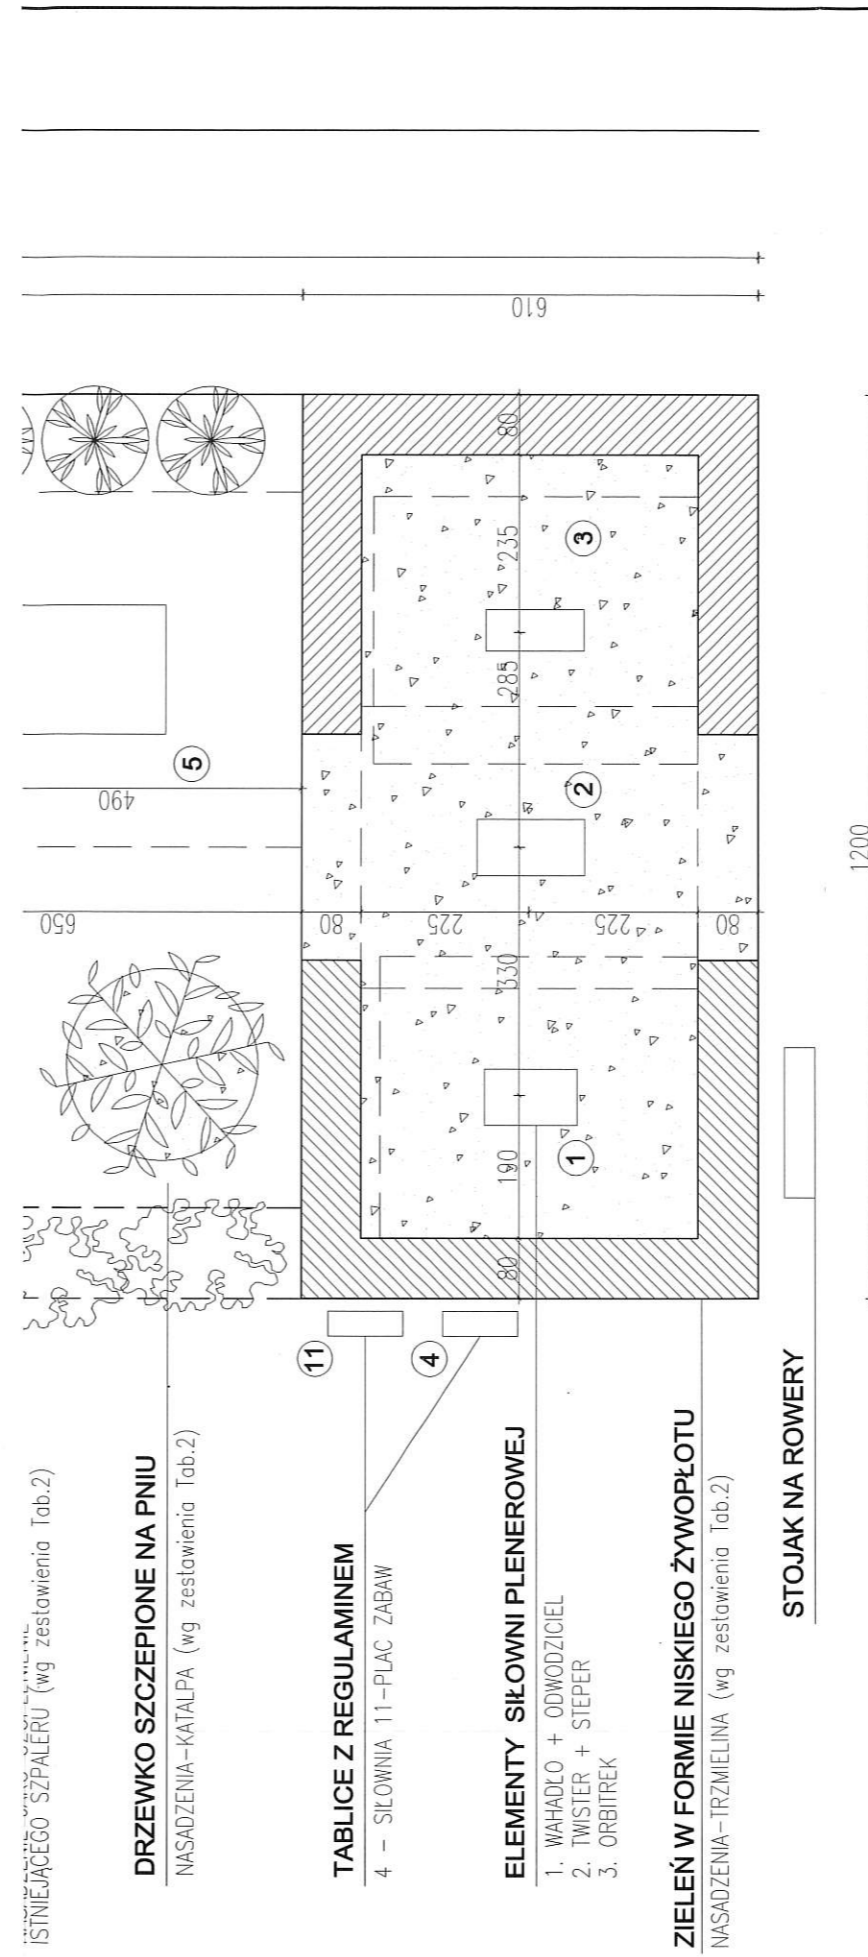 ISTNIEJĄCEGO SZPALERU (wg zestawienia Tab.2)
DRZEWKO SZCZEPIONE NA PNIU
NASADZENIA-KATALPA (wg zestawienia Tab.2)
TABLICE Z REGULAMINEM
4 - SIŁOWNIA 11-PLAC ZABAW
ELEMENTY SIŁOWNI PLENEROWEJ
1. WAHADŁO + ODWODZICIEL
2. TWISTER + STEPER
3. ORBITREK
ZIELEŃ W FORMIE NISKIEGO ŻYWOPŁOTU
NASADZENIA-TRZMIELINA (wg zestawienia Tab.2)
STOJAK NA ROWERY
11
4
5
1
2
3
80
190
330
285
235
80
650
490
80
225
225
80
610
1200